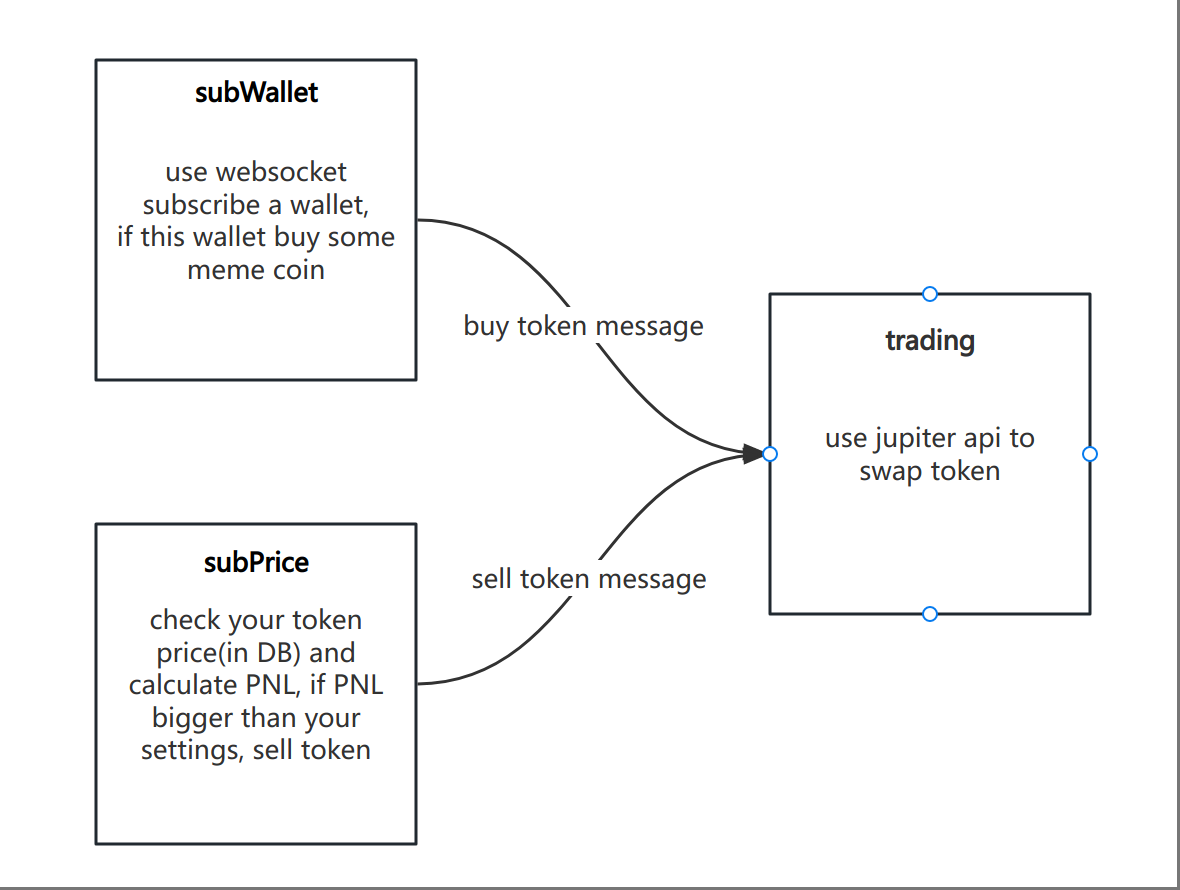 subWallet
use websocket
subscribe a wallet,
if this wallet buy some
meme coin
buy token message
trading
use jupiter api to
swap token
sell token message
subPrice
check your token
price(in DB) and
calculate PNL, if PNL
bigger than your
settings, sell token